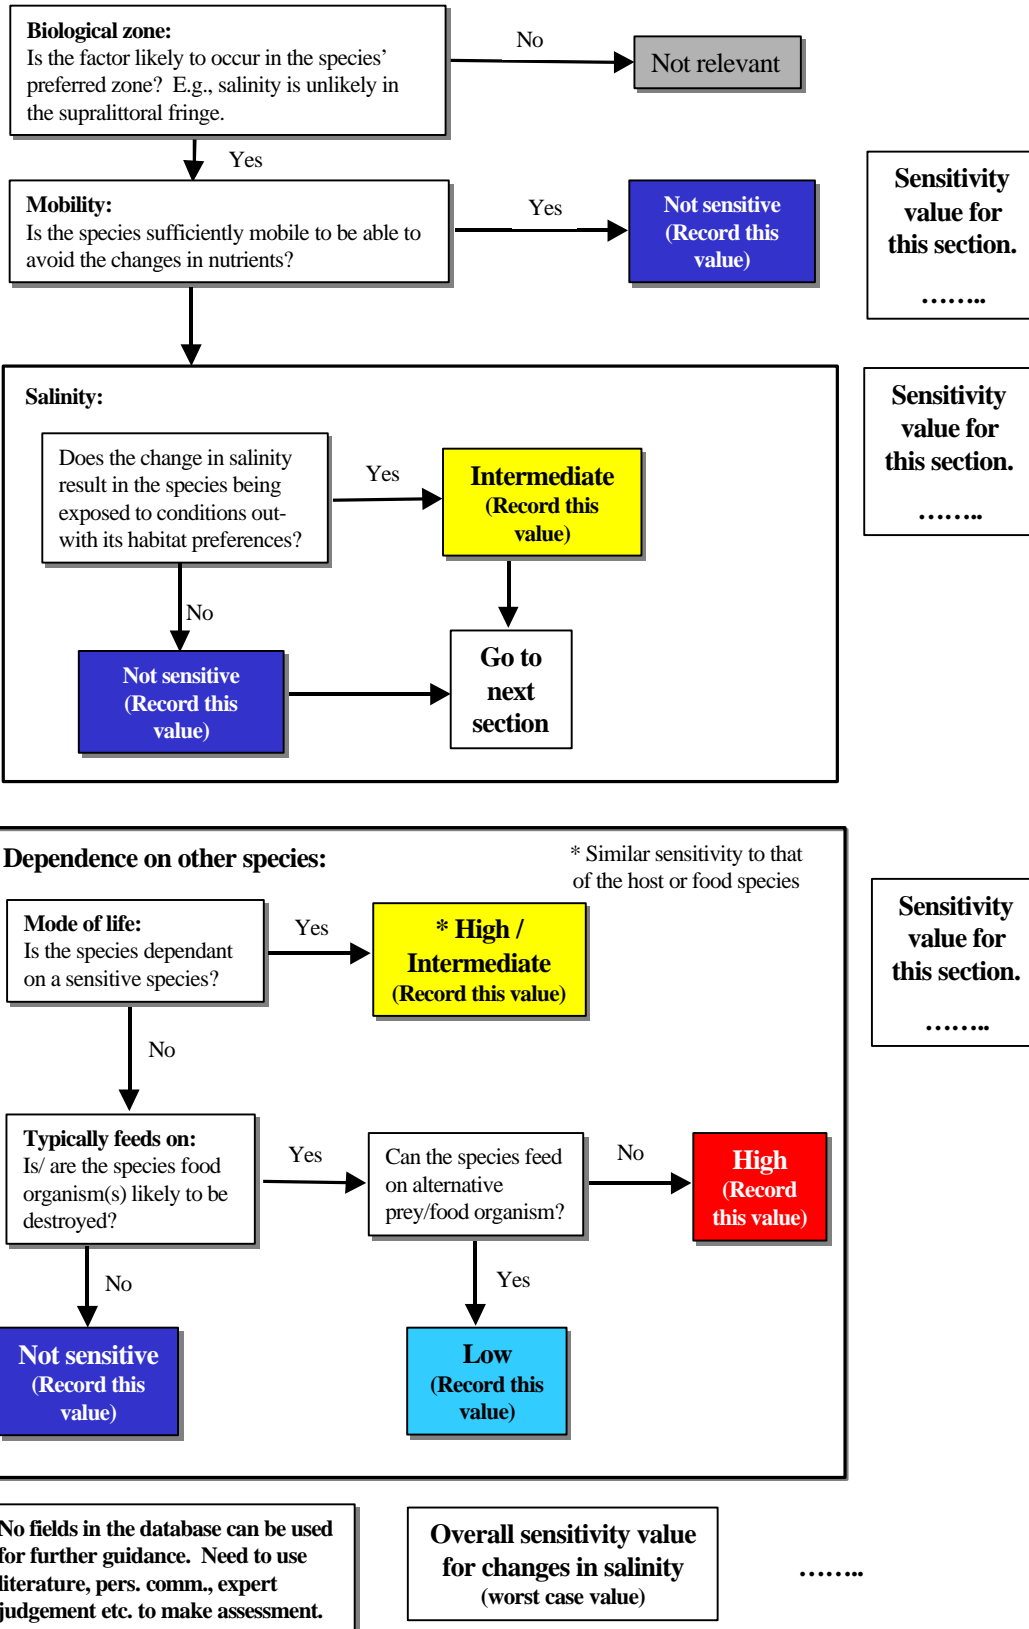 Biological zone:
Is the factor likely to occur in the species’
preferred zone?  E.g., salinity is unlikely in
the supralittoral fringe.
No
Not relevant
Yes
Mobility:
Is the species sufficiently mobile to be able to
avoid the changes in nutrients?
Yes
Not sensitive
(Record this
value)
Sensitivity
value for
this section.
……..
Salinity:
Does the change in salinity
result in the species being
exposed to conditions out-
with its habitat preferences?
Yes
Intermediate
(Record this
value)
Sensitivity
value for
this section.
……..
No
Not sensitive
(Record this
value)
Go to
next
section
Dependence on other species:
* Similar sensitivity to that
of the host or food species
Mode of life:
Is the species dependant
on a sensitive species?
Yes
* High /
Intermediate
(Record this value)
Sensitivity
value for
this section.
……..
No
Typically feeds on:
Is/ are the species food
organism(s) likely to be
destroyed?
Yes
Can the species feed
on alternative
prey/food organism?
No
High
(Record
this value)
No
Yes
Not sensitive
(Record this
value)
Low
(Record this
value)
No fields in the database can be used
for further guidance.  Need to use
literature, pers. comm., expert
judgement etc. to make assessment.
Overall sensitivity value
for changes in salinity
(worst case value)
……..